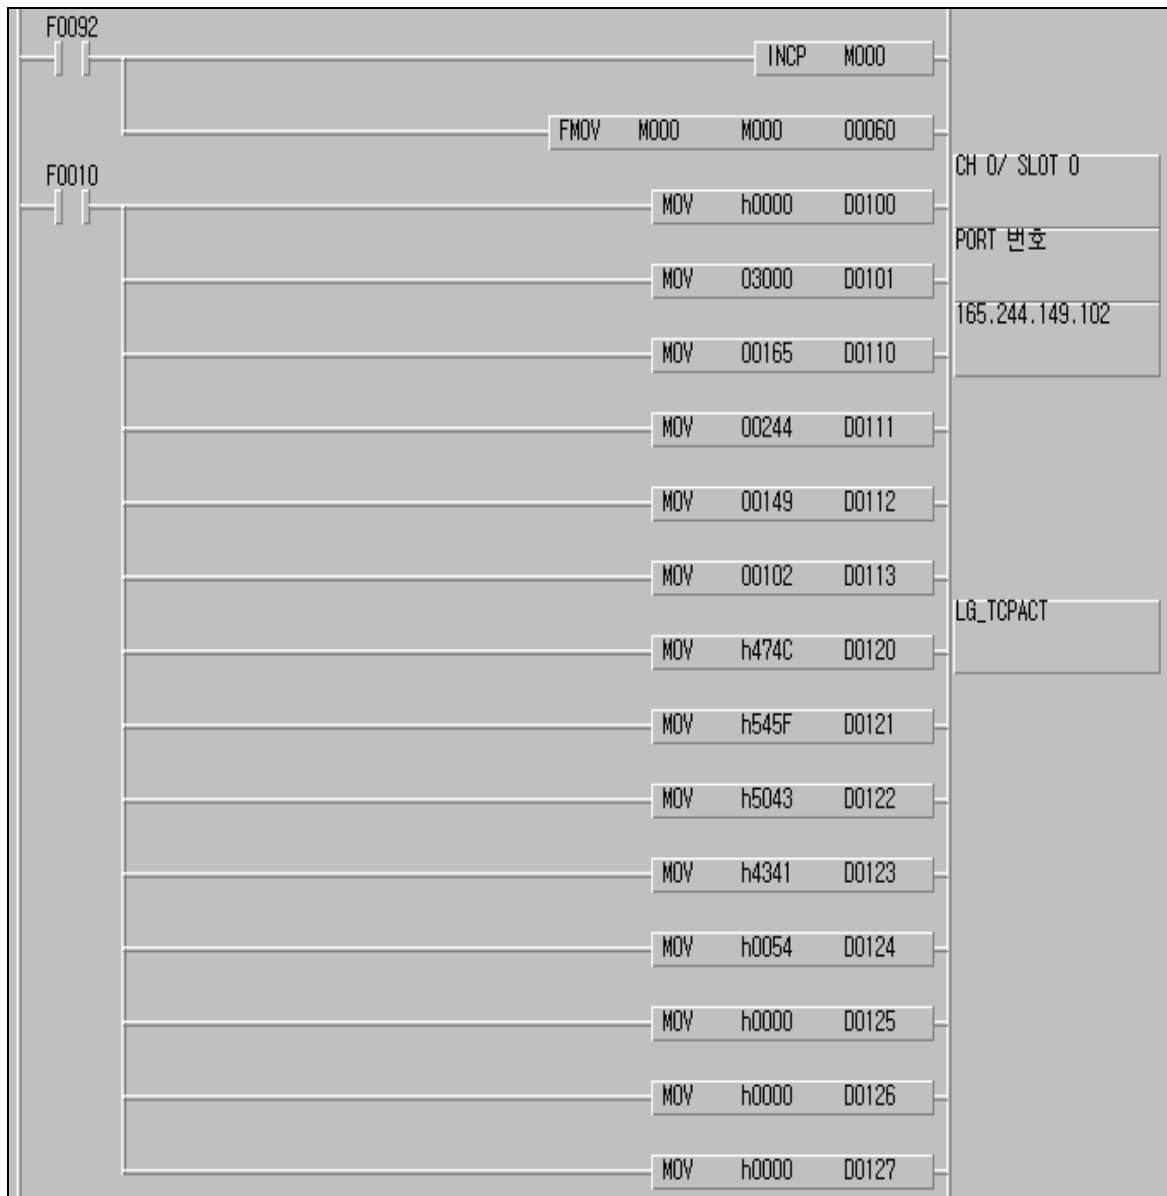 F0092
INCP M000
FMOV M000 M000 00060
CH 0/ SLOT 0
F0010
MOV h0000 D0100
PORT 번호
MOV 03000 D0101
165.244.149.102
MOV 00165 D0110
MOV 00244 D0111
MOV 00149 D0112
MOV 00102 D0113
LG_TCPACT
MOV h474C D0120
MOV h545F D0121
MOV h5043 D0122
MOV h4341 D0123
MOV h0054 D0124
MOV h0000 D0125
MOV h0000 D0126
MOV h0000 D0127